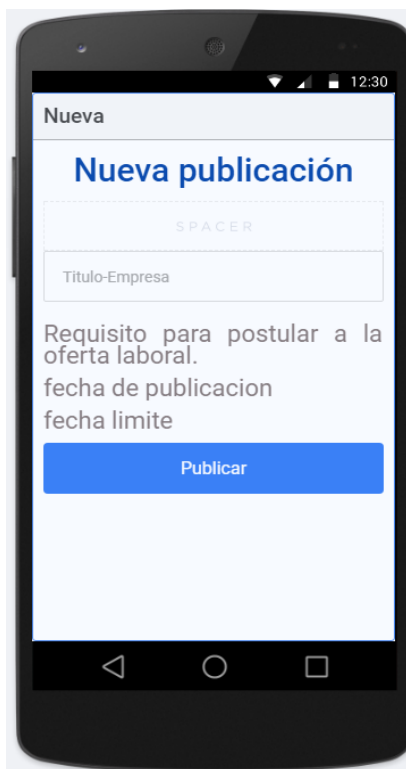 12:30
Nueva
Nueva publicación
SPACER
Titulo-Empresa
Requisito para postular a la
oferta laboral.
fecha de publicacion
fecha limite
Publicar